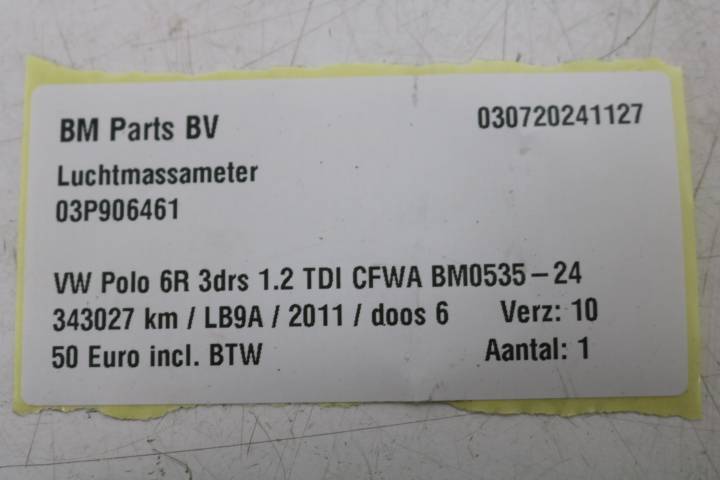 BM Parts BV 030720241127
Luchtmassameter
03P906461
VW Polo 6R 3drs 1.2 TDI CFWA BM0535-24
343027 km / LB9A / 2011 / doos 6 Verz: 10
50 Euro incl. BTW Aantal: 1